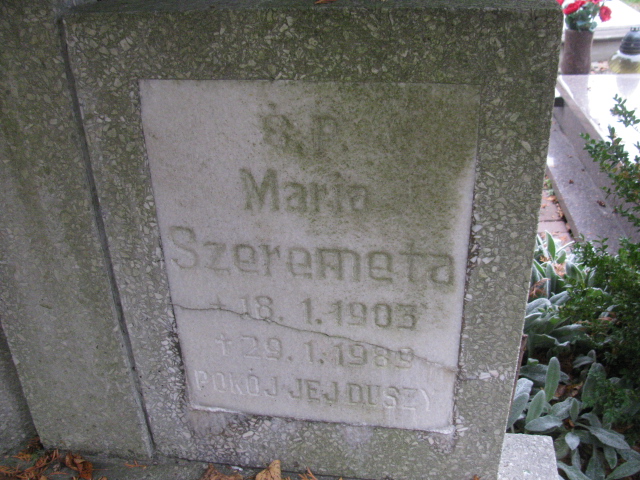 Ś.P.
Maria
Szeremeta
* 18.1.1903
† 29.1.1989
POKÓJ JEJ DUSZY